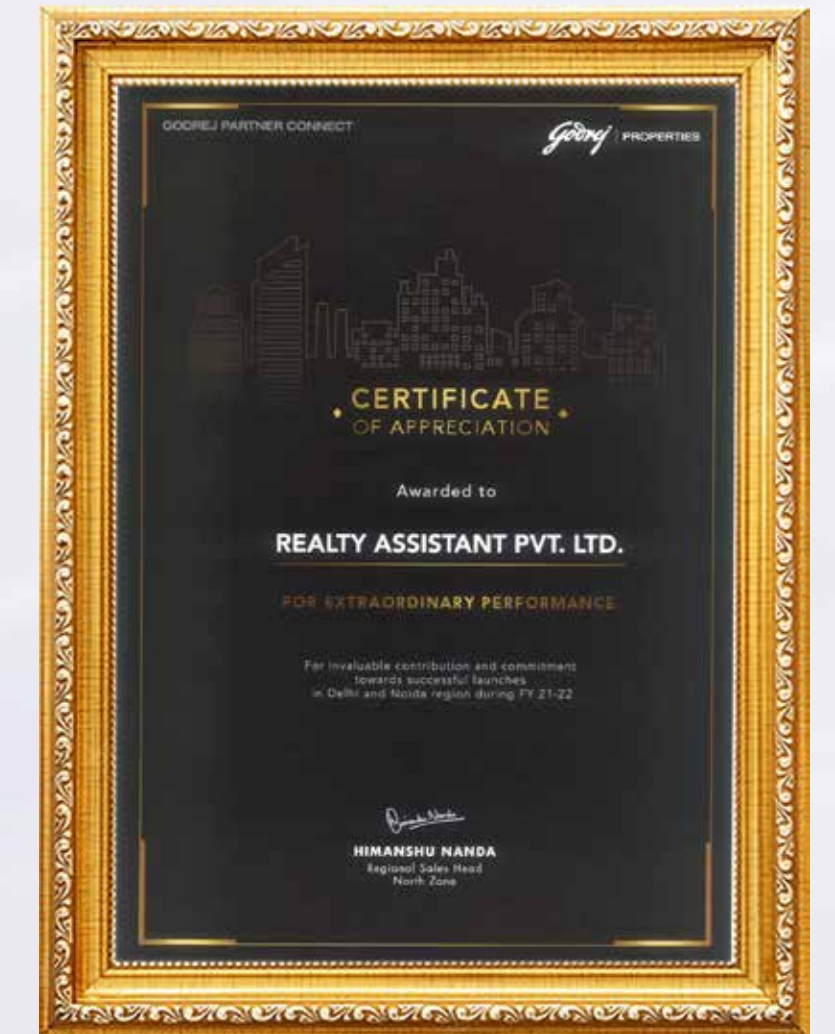 GODREJ PARTNER CONNECT
Godrej | PROPERTIES
CERTIFICATE
OF APPRECIATION
Awarded to
REALTY ASSISTANT PVT. LTD.
FOR EXTRAORDINARY PERFORMANCE
For invaluable contribution and commitment
towards successful launches
in Delhi and Noida region during FY 21-22
Himanshu Nanda
HIMANSHU NANDA
Regional Sales Head
North Zone